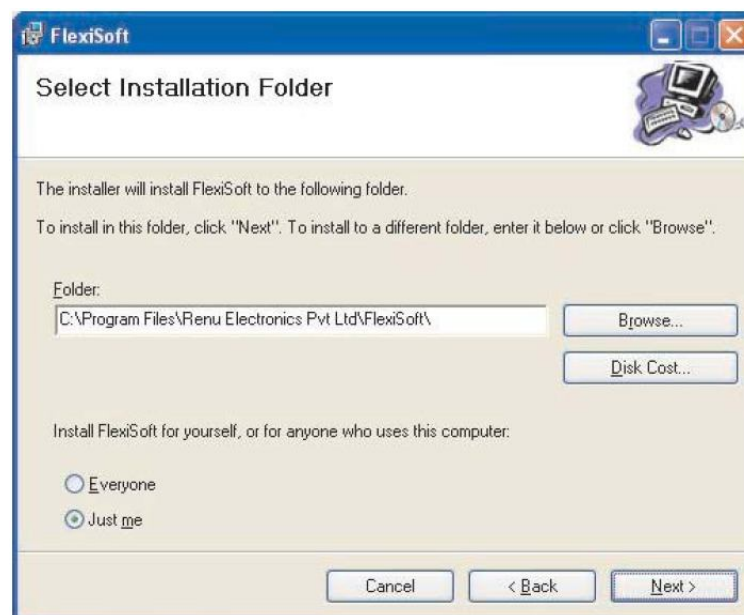 FlexiSoft
Select Installation Folder
The installer will install FlexiSoft to the following folder.
To install in this folder, click "Next". To install to a different folder, enter it below or click "Browse".
Folder:
C:\Program Files\Renu Electronics Pvt Ltd\FlexiSoft\
Browse...
Disk Cost...
Install FlexiSoft for yourself, or for anyone who uses this computer:
Everyone
Just me
Cancel
< Back
Next >